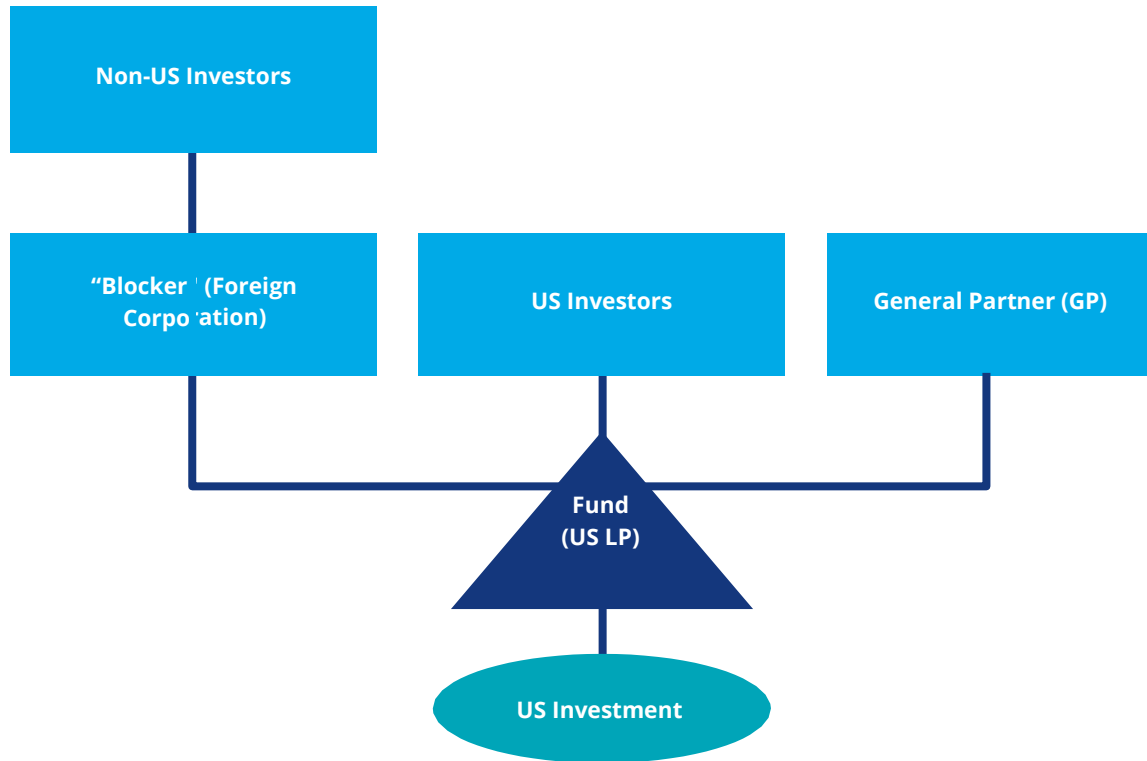 Non-US Investors
“Blocker ' (Foreign
Corpo 'ation)
US Investors
General Partner (GP)
Fund
(US LP)
US Investment